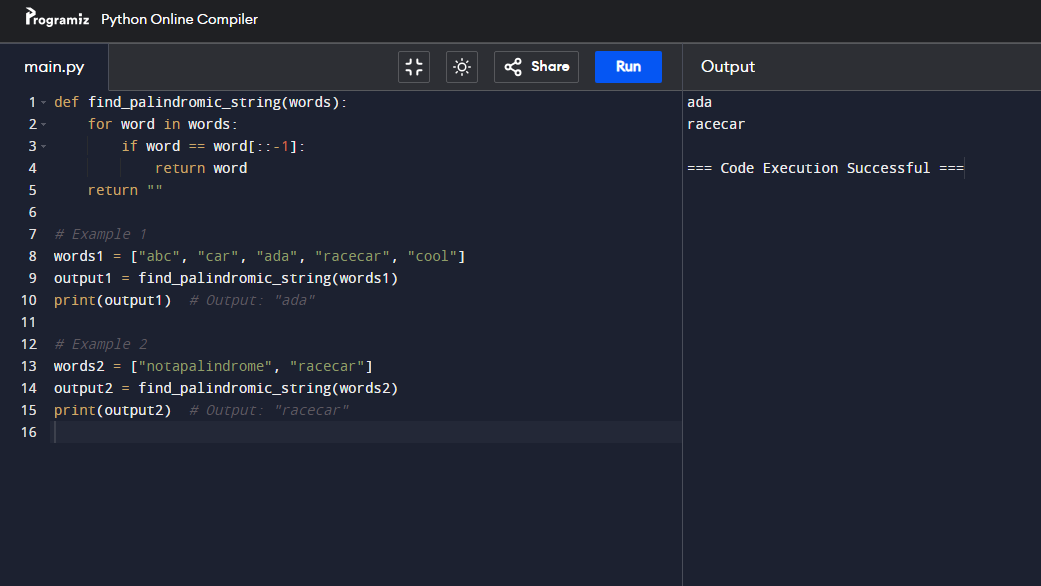 Programiz Python Online Compiler
main.py Share Run Output
1 def find_palindromic_string(words):
2     for word in words:
3         if word == word[::-1]:
4             return word
5     return ""
6
7 # Example 1
8 words1 = ["abc", "car", "ada", "racecar", "cool"]
9 output1 = find_palindromic_string(words1)
10 print(output1)  # Output: "ada"
11
12 # Example 2
13 words2 = ["notapalindrome", "racecar"]
14 output2 = find_palindromic_string(words2)
15 print(output2)  # Output: "racecar"
16
ada
racecar
=== Code Execution Successful ===